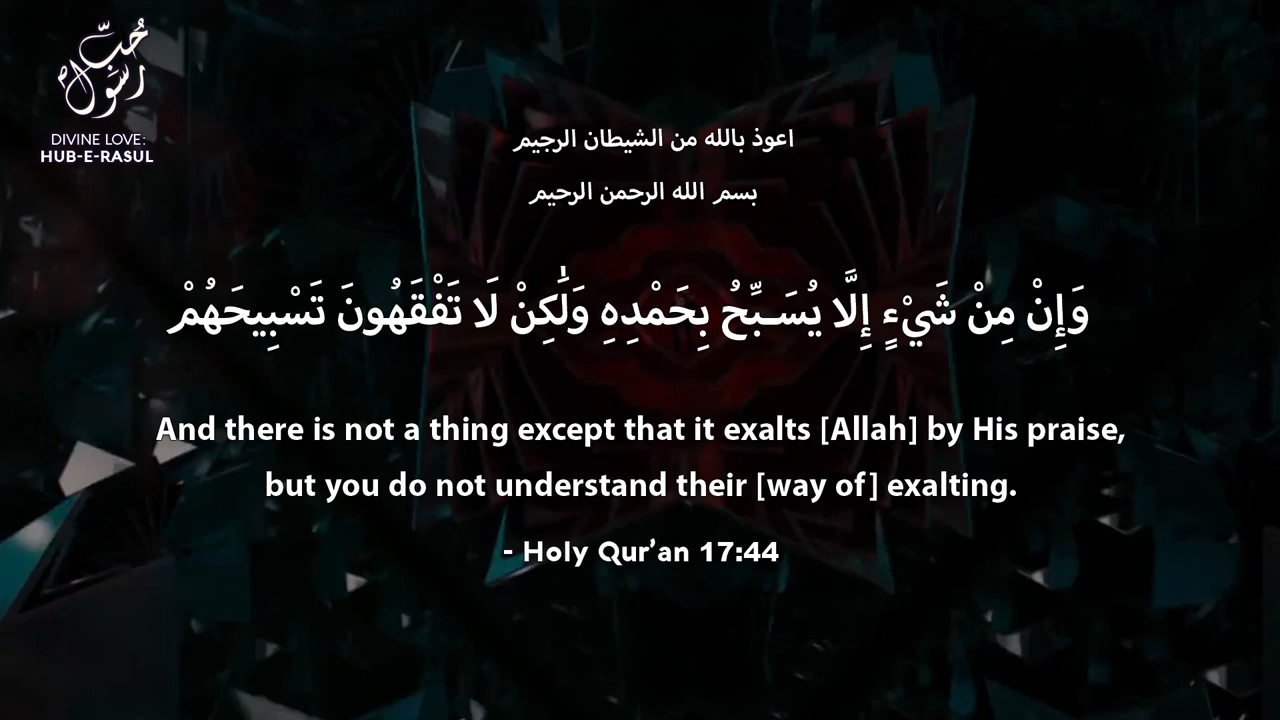 حُبِّ
رَسُوْلؐ
DIVINE LOVE:
HUB-E-RASUL
اعوذ بالله من الشيطان الرجيم
بسم الله الرحمن الرحيم
وَإِنْ مِنْ شَيْءٍ إِلَّا يُسَـبِّحُ بِحَمْدِهِ وَلَٰكِنْ لَا تَفْقَهُونَ تَسْبِيحَهُمْ
And there is not a thing except that it exalts [Allah] by His praise,
but you do not understand their [way of] exalting.
- Holy Qur’an 17:44